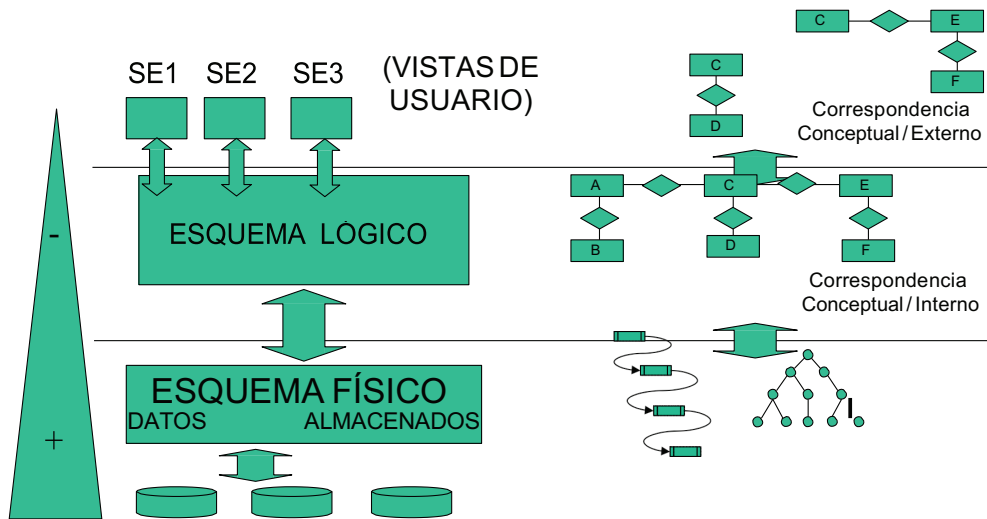 SE1 SE2 SE3
(VISTAS DE
USUARIO)
C E
F
C
D
Correspondencia
Conceptual / Externo
-
ESQUEMA LÓGICO
A C E
B D F
Correspondencia
Conceptual / Interno
+
ESQUEMA FÍSICO
DATOS ALMACENADOS